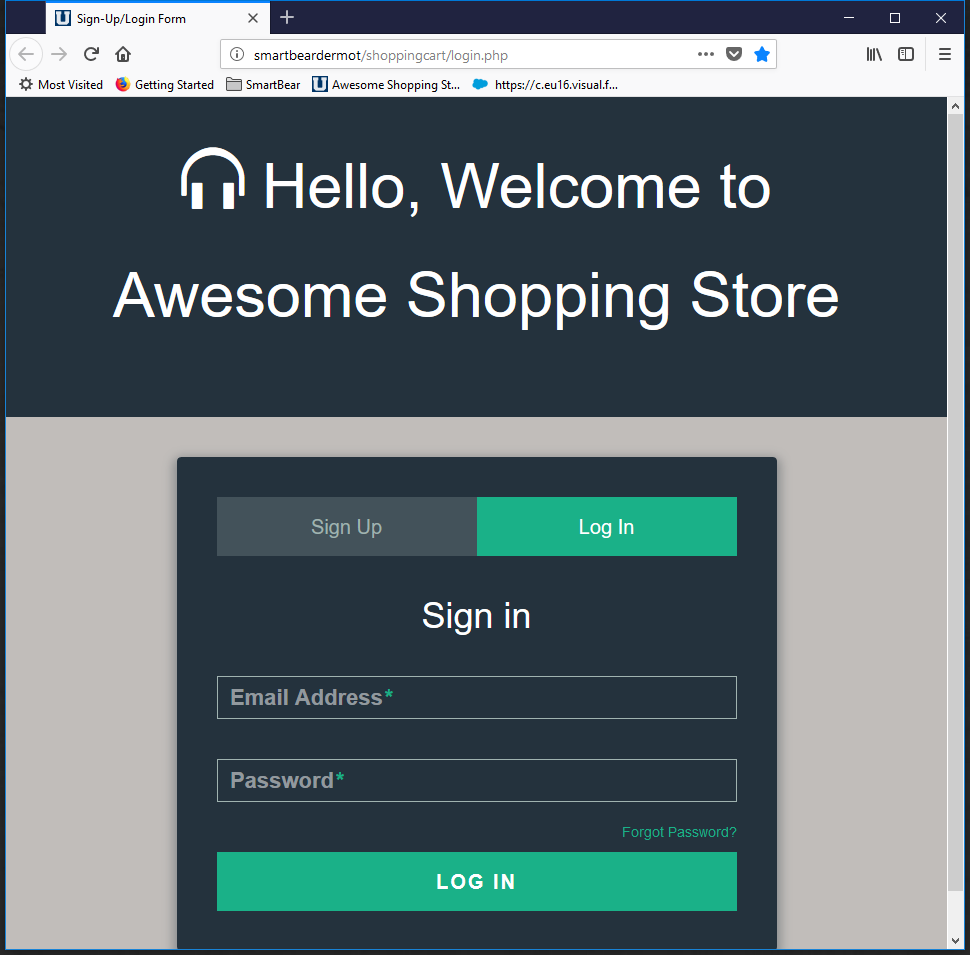 Sign-Up/Login Form
smartbeardermot/shoppingcart/login.php
Most Visited Getting Started SmartBear Awesome Shopping St... https://c.eu16.visual.f...
Hello, Welcome to
Awesome Shopping Store
Sign Up Log In
Sign in
Email Address*
Password*
Forgot Password?
LOG IN